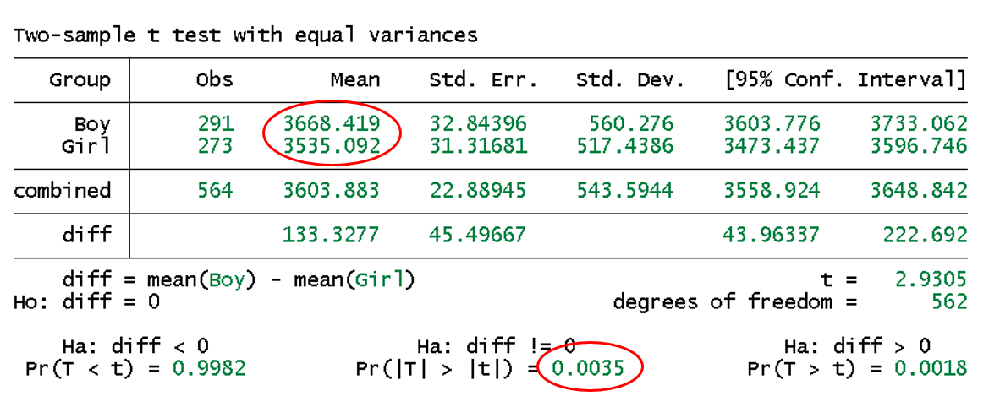 Two-sample t test with equal variances
Group Obs Mean Std. Err. Std. Dev. [95% Conf. Interval]
Boy 291 3668.419 32.84396 560.276 3603.776 3733.062
Girl 273 3535.092 31.31681 517.4386 3473.437 3596.746
combined 564 3603.883 22.88945 543.5944 3558.924 3648.842
diff 133.3277 45.49667 43.96337 222.692
diff = mean(Boy) - mean(Girl) t = 2.9305
Ho: diff = 0 degrees of freedom = 562
Ha: diff < 0 Ha: diff != 0 Ha: diff > 0
Pr(T < t) = 0.9982 Pr(|T| > |t|) = 0.0035 Pr(T > t) = 0.0018